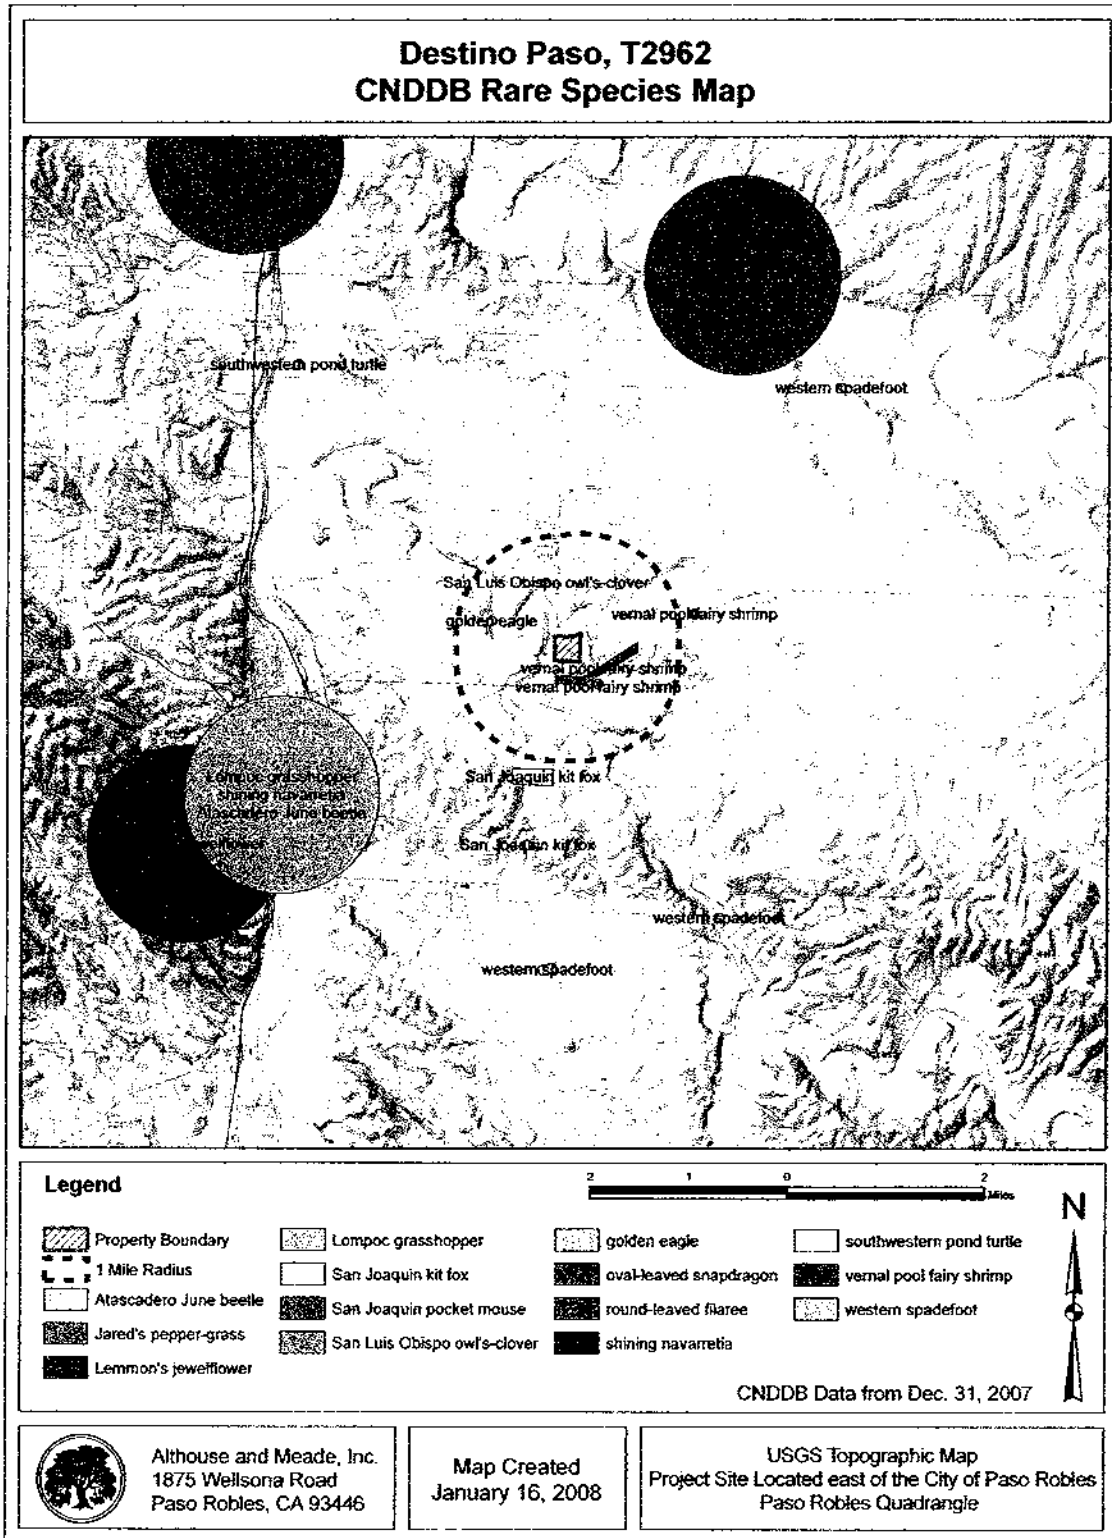 Destino Paso, T2962
CNDDB Rare Species Map
southwestern pond turtle
western spadefoot
San Luis Obispo owl's-clover
golden eagle
vernal pool fairy shrimp
vernal pool fairy shrimp
vernal pool fairy shrimp
San Joaquin kit fox
Lompoc grasshopper
shining navarretia
Atascadero June beetle
San Joaquin kit fox
western spadefoot
western spadefoot
Legend
2 1 0 2
Miles
N
Property Boundary
1 Mile Radius
Atascadero June beetle
Jared's pepper-grass
Lemmon's jewelflower
Lompoc grasshopper
San Joaquin kit fox
San Joaquin pocket mouse
San Luis Obispo owl's-clover
golden eagle
oval-leaved snapdragon
round-leaved filaree
shining navarretia
southwestern pond turtle
vernal pool fairy shrimp
western spadefoot
CNDDB Data from Dec. 31, 2007
Althouse and Meade, Inc.
1875 Wellsona Road
Paso Robles, CA 93446
Map Created
January 16, 2008
USGS Topographic Map
Project Site Located east of the City of Paso Robles
Paso Robles Quadrangle